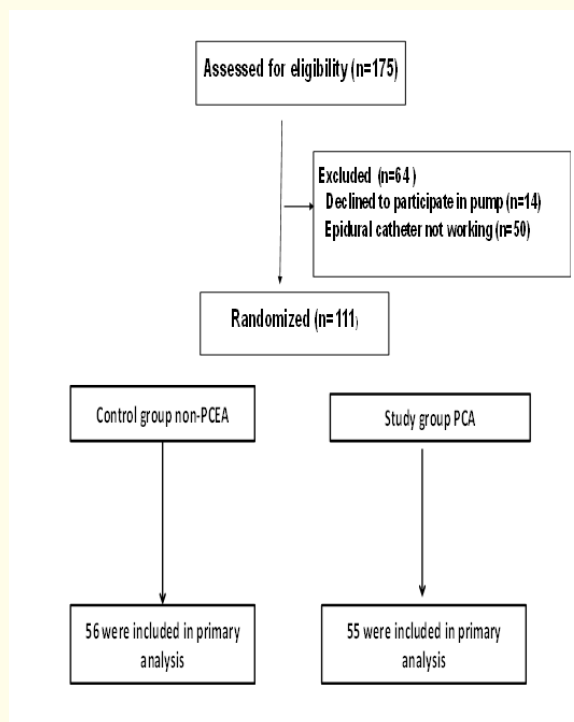 Assessed for eligibility (n=175)
Excluded (n=64 )
Declined to participate in pump (n=14)
Epidural catheter not working (n=50)
Randomized (n=111)
Control group non-PCEA
Study group PCA
56 were included in primary
analysis
55 were included in primary
analysis